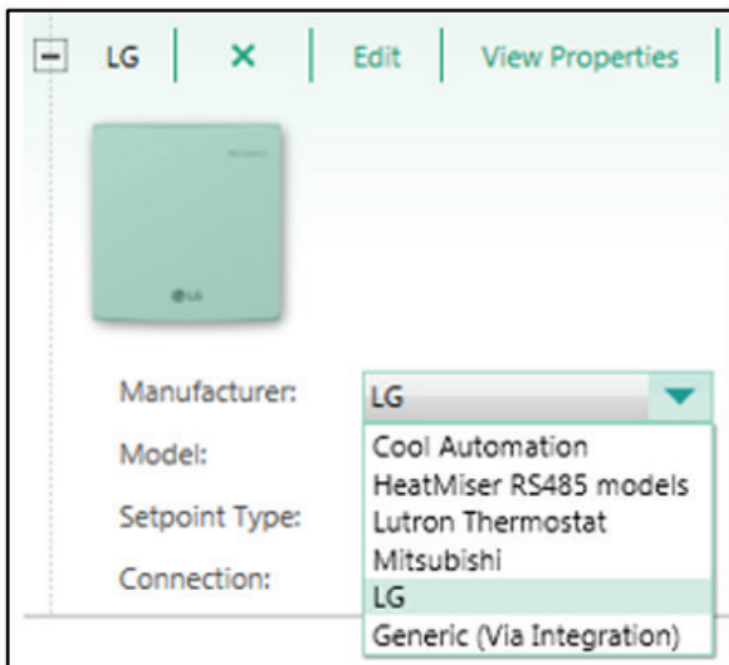 LG × Edit View Properties
LG
Manufacturer: LG
Model:
Setpoint Type:
Connection:
Cool Automation
HeatMiser RS485 models
Lutron Thermostat
Mitsubishi
LG
Generic (Via Integration)